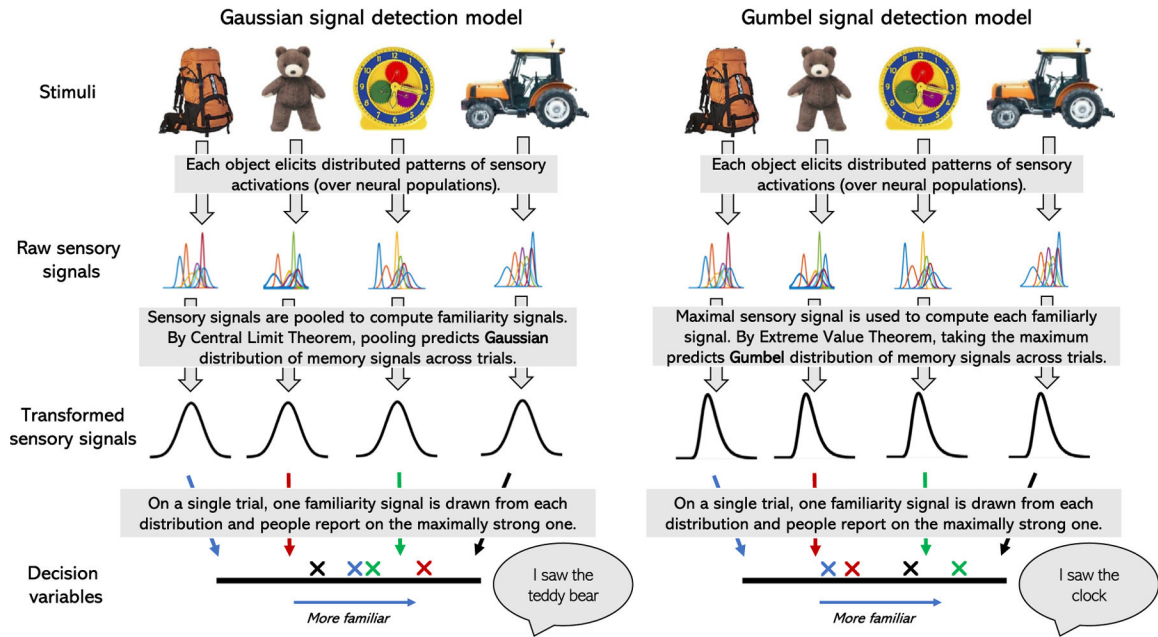 Gaussian signal detection model
Gumbel signal detection model
Stimuli
Each object elicits distributed patterns of sensory
activations (over neural populations).
Each object elicits distributed patterns of sensory
activations (over neural populations).
Raw sensory
signals
Sensory signals are pooled to compute familiarity signals.
By Central Limit Theorem, pooling predicts Gaussian
distribution of memory signals across trials.
Maximal sensory signal is used to compute each familiarly
signal. By Extreme Value Theorem, taking the maximum
predicts Gumbel distribution of memory signals across trials.
Transformed
sensory signals
On a single trial, one familiarity signal is drawn from each
distribution and people report on the maximally strong one.
On a single trial, one familiarity signal is drawn from each
distribution and people report on the maximally strong one.
Decision
variables
More familiar
I saw the
teddy bear
More familiar
I saw the
clock